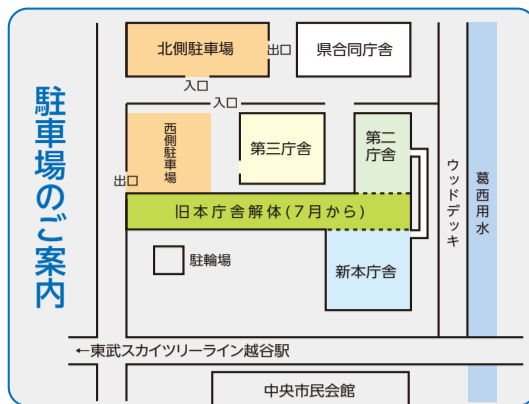 駐車場のご案内
北側駐車場
出口
県合同庁舎
入口
入口
西側駐車場
第三庁舎
第二
庁舎
出口
旧本庁舎解体(7月から)
駐輪場
新本庁舎
ウッドデッキ
葛西用水
←東武スカイツリーライン越谷駅
中央市民会館